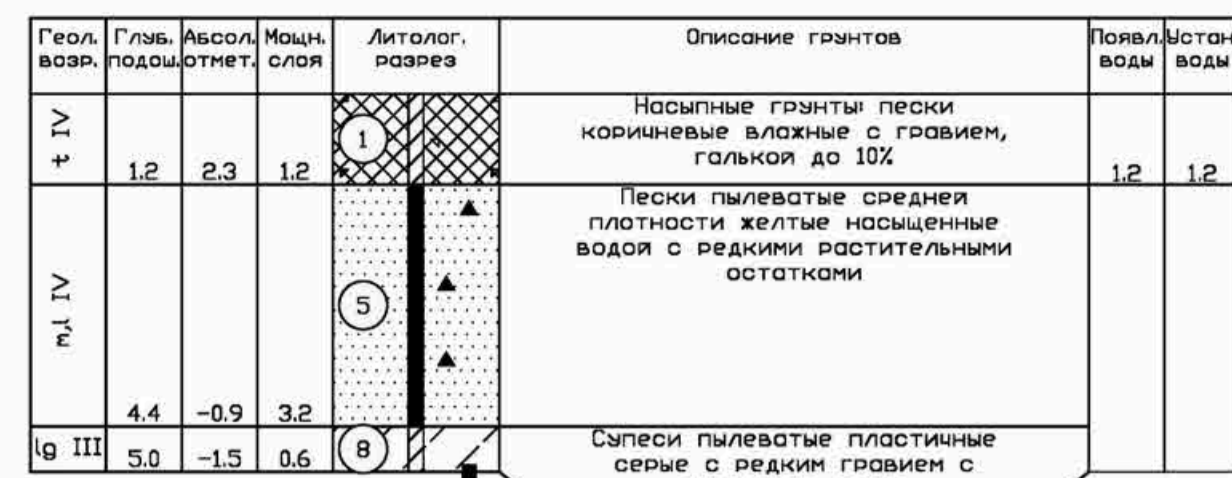 Геол. Глуб. Абсол. Мощн. Литолог. Описание грунтов Появл. Устан
возр. подош. отмет. слоя разрез воды воды
Насыпные грунты: пески
коричневые влажные с гравием,
галькой до 10%
t IV 1.2 2.3 1.2 1 1.2 1.2
Пески пылеватые средней
плотности желтые насыщенные
водой с редкими растительными
остатками
m,l IV 4.4 -0.9 3.2 5
Супеси пылеватые пластичные
серые с редким гравием с
lg III 5.0 -1.5 0.6 8